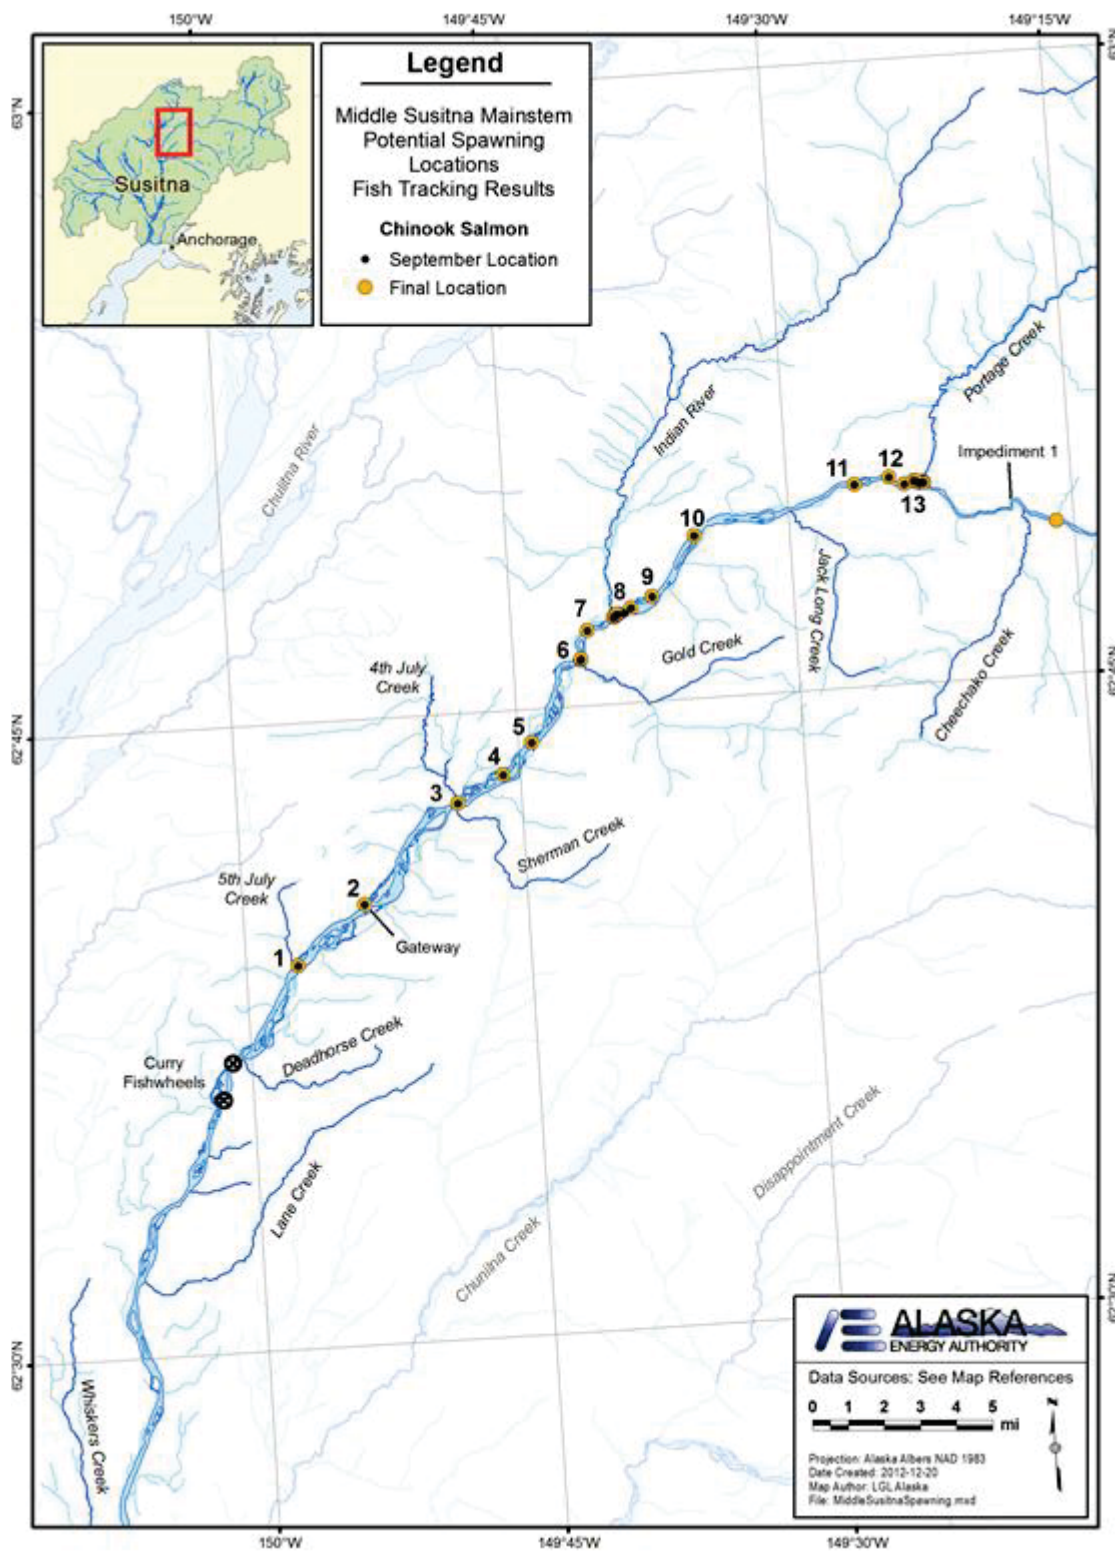 150°W
149°45'W
149°30'W
149°15'W
63°N
Susitna
Anchorage
Legend
Middle Susitna Mainstem
Potential Spawning
Locations
Fish Tracking Results
Chinook Salmon
September Location
Final Location
Chulitna River
Indian River
Portage Creek
Impediment 1
11
12
13
10
9
8
7
6
Jack Long Creek
Gold Creek
Cheechako Creek
4th July
Creek
62°45'N
5
4
3
Sherman Creek
5th July
Creek
2
Gateway
1
Curry
Fishwheels
Deadhorse Creek
Lane Creek
Disappointment Creek
Chunilna Creek
62°30'N
Whiskers Creek
ALASKA
ENERGY AUTHORITY
Data Sources: See Map References
0 1 2 3 4 5
mi
N
Projection: Alaska Albers NAD 1983
Date Created: 2012-12-20
Map Author: LGL Alaska
File: MiddleSusitnaSpawning.mxd
150°W
149°45'W
149°30'W